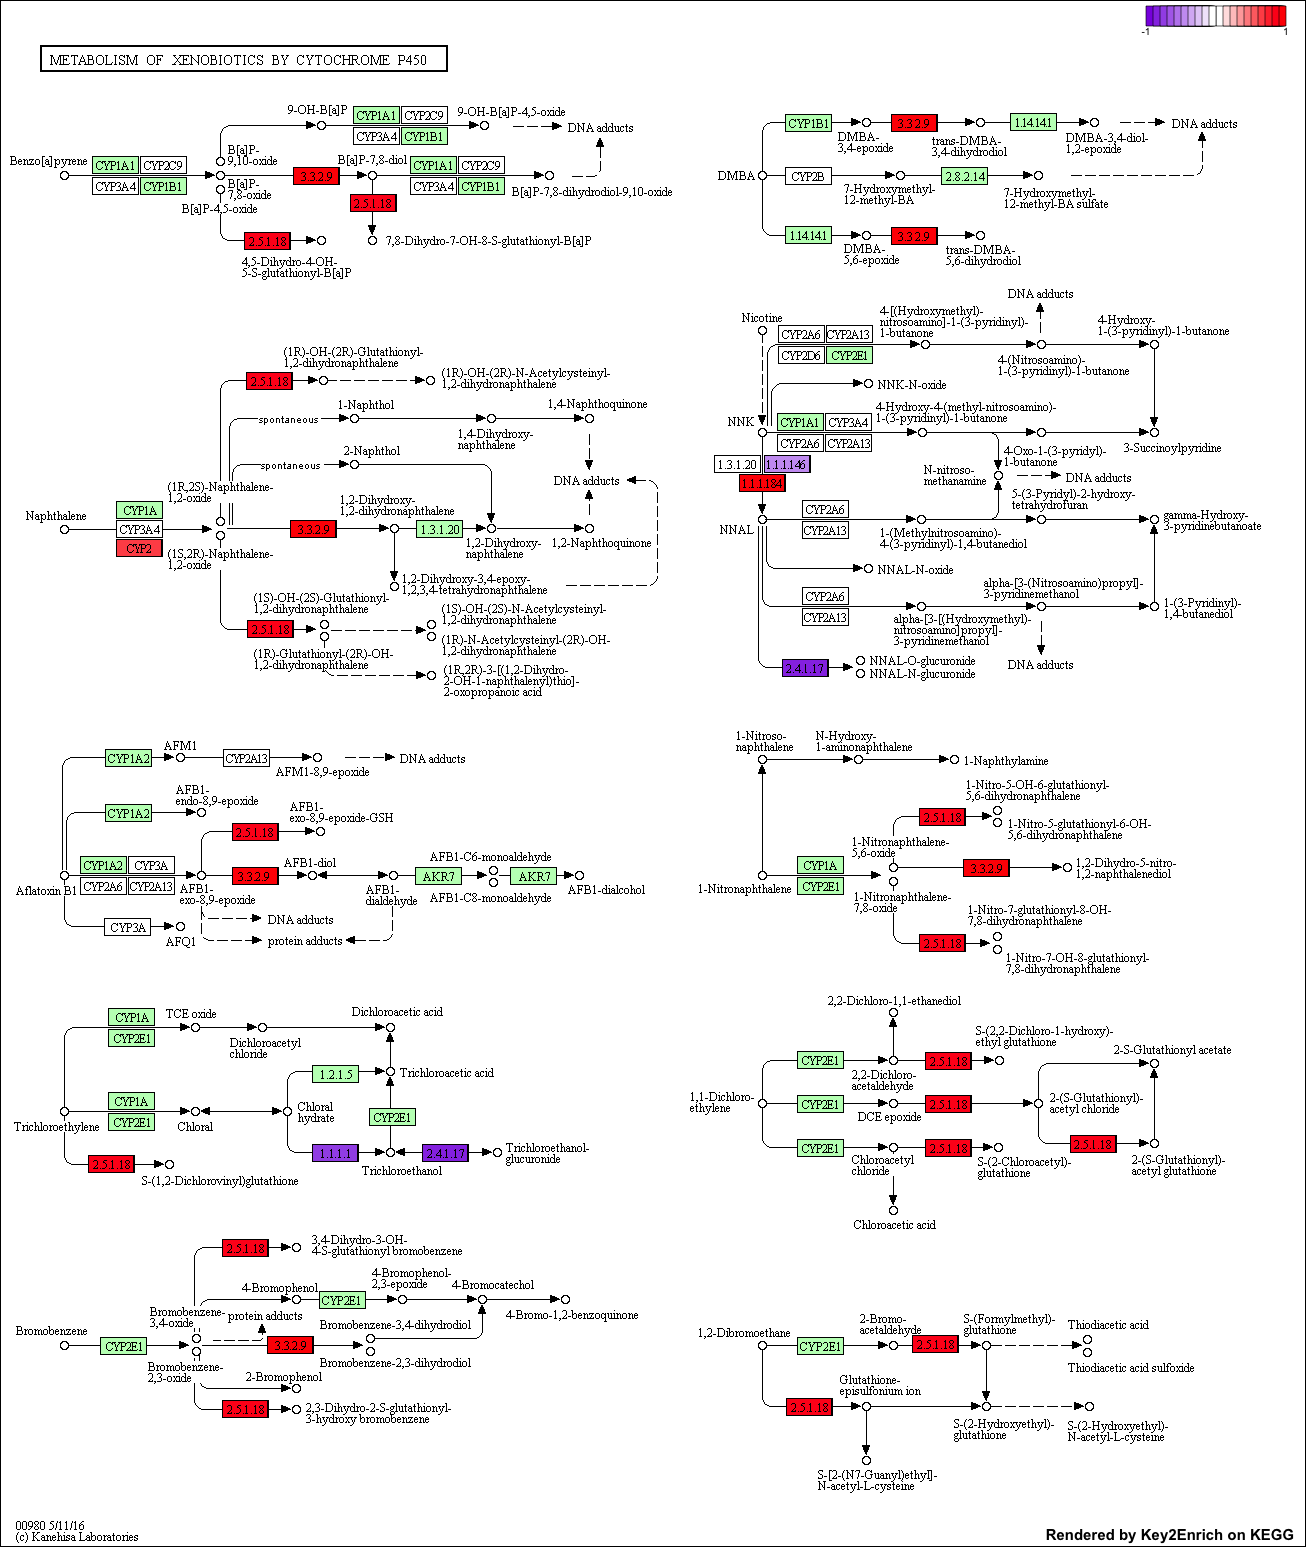 -1
1
METABOLISM OF XENOBIOTICS BY CYTOCHROME P450
9-OH-B[a]P
CYP1A1
CYP2C9
CYP3A4
CYP1B1
9-OH-B[a]P-4,5-oxide
DNA adducts
Benzo[a]pyrene
CYP1A1
CYP2C9
CYP3A4
CYP1B1
B[a]P-
9,10-oxide
B[a]P-
7,8-oxide
B[a]P-4,5-oxide
3.3.2.9
B[a]P-7,8-diol
CYP1A1
CYP2C9
CYP3A4
CYP1B1
B[a]P-7,8-dihydrodiol-9,10-oxide
2.5.1.18
7,8-Dihydro-7-OH-8-S-glutathionyl-B[a]P
2.5.1.18
4,5-Dihydro-4-OH-
5-S-glutathionyl-B[a]P
CYP1B1
DMBA-
3,4-epoxide
3.3.2.9
trans-DMBA-
3,4-dihydrodiol
1.14.14.1
DMBA-3,4-diol-
1,2-epoxide
DNA adducts
DMBA
CYP2B
7-Hydroxymethyl-
12-methyl-BA
2.8.2.14
7-Hydroxymethyl-
12-methyl-BA sulfate
1.14.14.1
DMBA-
5,6-epoxide
3.3.2.9
trans-DMBA-
5,6-dihydrodiol
2.5.1.18
(1R)-OH-(2R)-Glutathionyl-
1,2-dihydronaphthalene
(1R)-OH-(2R)-N-Acetylcysteinyl-
1,2-dihydronaphthalene
spontaneous
1-Naphthol
1,4-Dihydroxy-
naphthalene
1,4-Naphthoquinone
spontaneous
2-Naphthol
DNA adducts
Naphthalene
CYP1A
CYP3A4
CYP2
(1R,2S)-Naphthalene-
1,2-oxide
(1S,2R)-Naphthalene-
1,2-oxide
3.3.2.9
1,2-Dihydroxy-
1,2-dihydronaphthalene
1.3.1.20
1,2-Dihydroxy-
naphthalene
1,2-Naphthoquinone
1,2-Dihydroxy-3,4-epoxy-
1,2,3,4-tetrahydronaphthalene
2.5.1.18
(1S)-OH-(2S)-Glutathionyl-
1,2-dihydronaphthalene
(1R)-Glutathionyl-(2R)-OH-
1,2-dihydronaphthalene
(1S)-OH-(2S)-N-Acetylcysteinyl-
1,2-dihydronaphthalene
(1R)-N-Acetylcysteinyl-(2R)-OH-
1,2-dihydronaphthalene
(1R,2R)-3-[(1,2-Dihydro-
2-OH-1-naphthalenyl)thio]-
2-oxopropanoic acid
Nicotine
CYP2A6
CYP2A13
CYP2D6
CYP2E1
4-[(Hydroxymethyl)-
nitrosoamino]-1-(3-pyridinyl)-
1-butanone
DNA adducts
4-(Nitrosoamino)-
1-(3-pyridinyl)-1-butanone
4-Hydroxy-
1-(3-pyridinyl)-1-butanone
NNK-N-oxide
NNK
CYP1A1
CYP3A4
CYP2A6
CYP2A13
4-Hydroxy-4-(methyl-nitrosoamino)-
1-(3-pyridinyl)-1-butanone
4-Oxo-1-(3-pyridyl)-
1-butanone
3-Succinoylpyridine
1.3.1.20
1.1.1.146
1.1.1.184
N-nitroso-
methanamine
DNA adducts
NNAL
CYP2A6
CYP2A13
1-(Methylnitrosoamino)-
4-(3-pyridinyl)-1,4-butanediol
5-(3-Pyridyl)-2-hydroxy-
tetrahydrofuran
gamma-Hydroxy-
3-pyridinebutanoate
NNAL-N-oxide
CYP2A6
CYP2A13
alpha-[3-[(Hydroxymethyl)-
nitrosoamino]propyl]-
3-pyridinemethanol
alpha-[3-(Nitrosoamino)propyl]-
3-pyridinemethanol
1-(3-Pyridinyl)-
1,4-butanediol
DNA adducts
2.4.1.17
NNAL-O-glucuronide
NNAL-N-glucuronide
CYP1A2
AFM1
CYP2A13
AFM1-8,9-epoxide
DNA adducts
CYP1A2
AFB1-
endo-8,9-epoxide
2.5.1.18
AFB1-
exo-8,9-epoxide-GSH
Aflatoxin B1
CYP1A2
CYP3A
CYP2A6
CYP2A13
AFB1-
exo-8,9-epoxide
3.3.2.9
AFB1-diol
AFB1-
dialdehyde
AKR7
AFB1-C6-monoaldehyde
AFB1-C8-monoaldehyde
AKR7
AFB1-dialcohol
CYP3A
AFQ1
DNA adducts
protein adducts
1-Nitroso-
naphthalene
N-Hydroxy-
1-aminonaphthalene
1-Naphthylamine
1-Nitronaphthalene
CYP1A
CYP2E1
1-Nitronaphthalene-
5,6-oxide
1-Nitronaphthalene-
7,8-oxide
2.5.1.18
1-Nitro-5-OH-6-glutathionyl-
5,6-dihydronaphthalene
1-Nitro-5-glutathionyl-6-OH-
5,6-dihydronaphthalene
3.3.2.9
1,2-Dihydro-5-nitro-
1,2-naphthalenediol
2.5.1.18
1-Nitro-7-glutathionyl-8-OH-
7,8-dihydronaphthalene
1-Nitro-7-OH-8-glutathionyl-
7,8-dihydronaphthalene
CYP1A
CYP2E1
TCE oxide
Dichloroacetyl
chloride
Dichloroacetic acid
1.2.1.5
Trichloroacetic acid
Trichloroethylene
CYP1A
CYP2E1
Chloral
Chloral
hydrate
CYP2E1
1.1.1.1
Trichloroethanol
2.4.1.17
Trichloroethanol-
glucuronide
2.5.1.18
S-(1,2-Dichlorovinyl)glutathione
2,2-Dichloro-1,1-ethanediol
1,1-Dichloro-
ethylene
CYP2E1
2,2-Dichloro-
acetaldehyde
2.5.1.18
S-(2,2-Dichloro-1-hydroxy)-
ethyl glutathione
CYP2E1
DCE epoxide
2.5.1.18
2-(S-Glutathionyl)-
acetyl chloride
2-S-Glutathionyl acetate
CYP2E1
Chloroacetyl
chloride
2.5.1.18
S-(2-Chloroacetyl)-
glutathione
2.5.1.18
2-(S-Glutathionyl)-
acetyl glutathione
Chloroacetic acid
2.5.1.18
3,4-Dihydro-3-OH-
4-S-glutathionyl bromobenzene
4-Bromophenol
CYP2E1
4-Bromophenol-
2,3-epoxide
4-Bromocatechol
4-Bromo-1,2-benzoquinone
Bromobenzene
CYP2E1
Bromobenzene-
3,4-oxide
Bromobenzene-
2,3-oxide
protein adducts
3.3.2.9
Bromobenzene-3,4-dihydrodiol
Bromobenzene-2,3-dihydrodiol
2-Bromophenol
2.5.1.18
2,3-Dihydro-2-S-glutathionyl-
3-hydroxy bromobenzene
1,2-Dibromoethane
CYP2E1
2-Bromo-
acetaldehyde
2.5.1.18
S-(Formylmethyl)-
glutathione
Thiodiacetic acid
Thiodiacetic acid sulfoxide
2.5.1.18
Glutathione-
episulfonium ion
S-(2-Hydroxyethyl)-
glutathione
S-(2-Hydroxyethyl)-
N-acetyl-L-cysteine
S-[2-(N7-Guanyl)ethyl]-
N-acetyl-L-cysteine
00980 5/11/16
(c) Kanehisa Laboratories
Rendered by Key2Enrich on KEGG